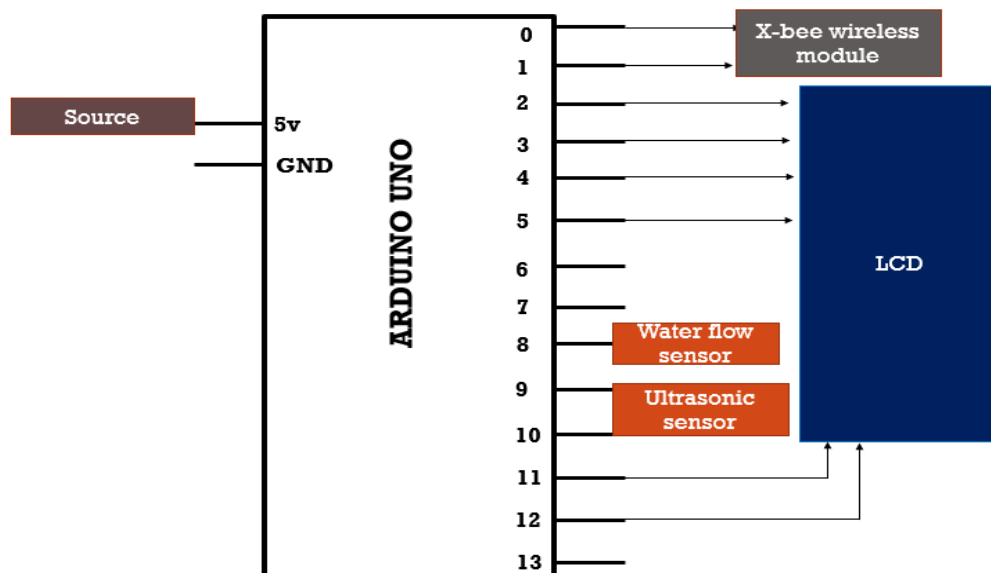 Source
5v
GND
ARDUINO UNO
0
1
2
3
4
5
6
7
8
9
10
11
12
13
X-bee wireless
module
LCD
Water flow
sensor
Ultrasonic
sensor